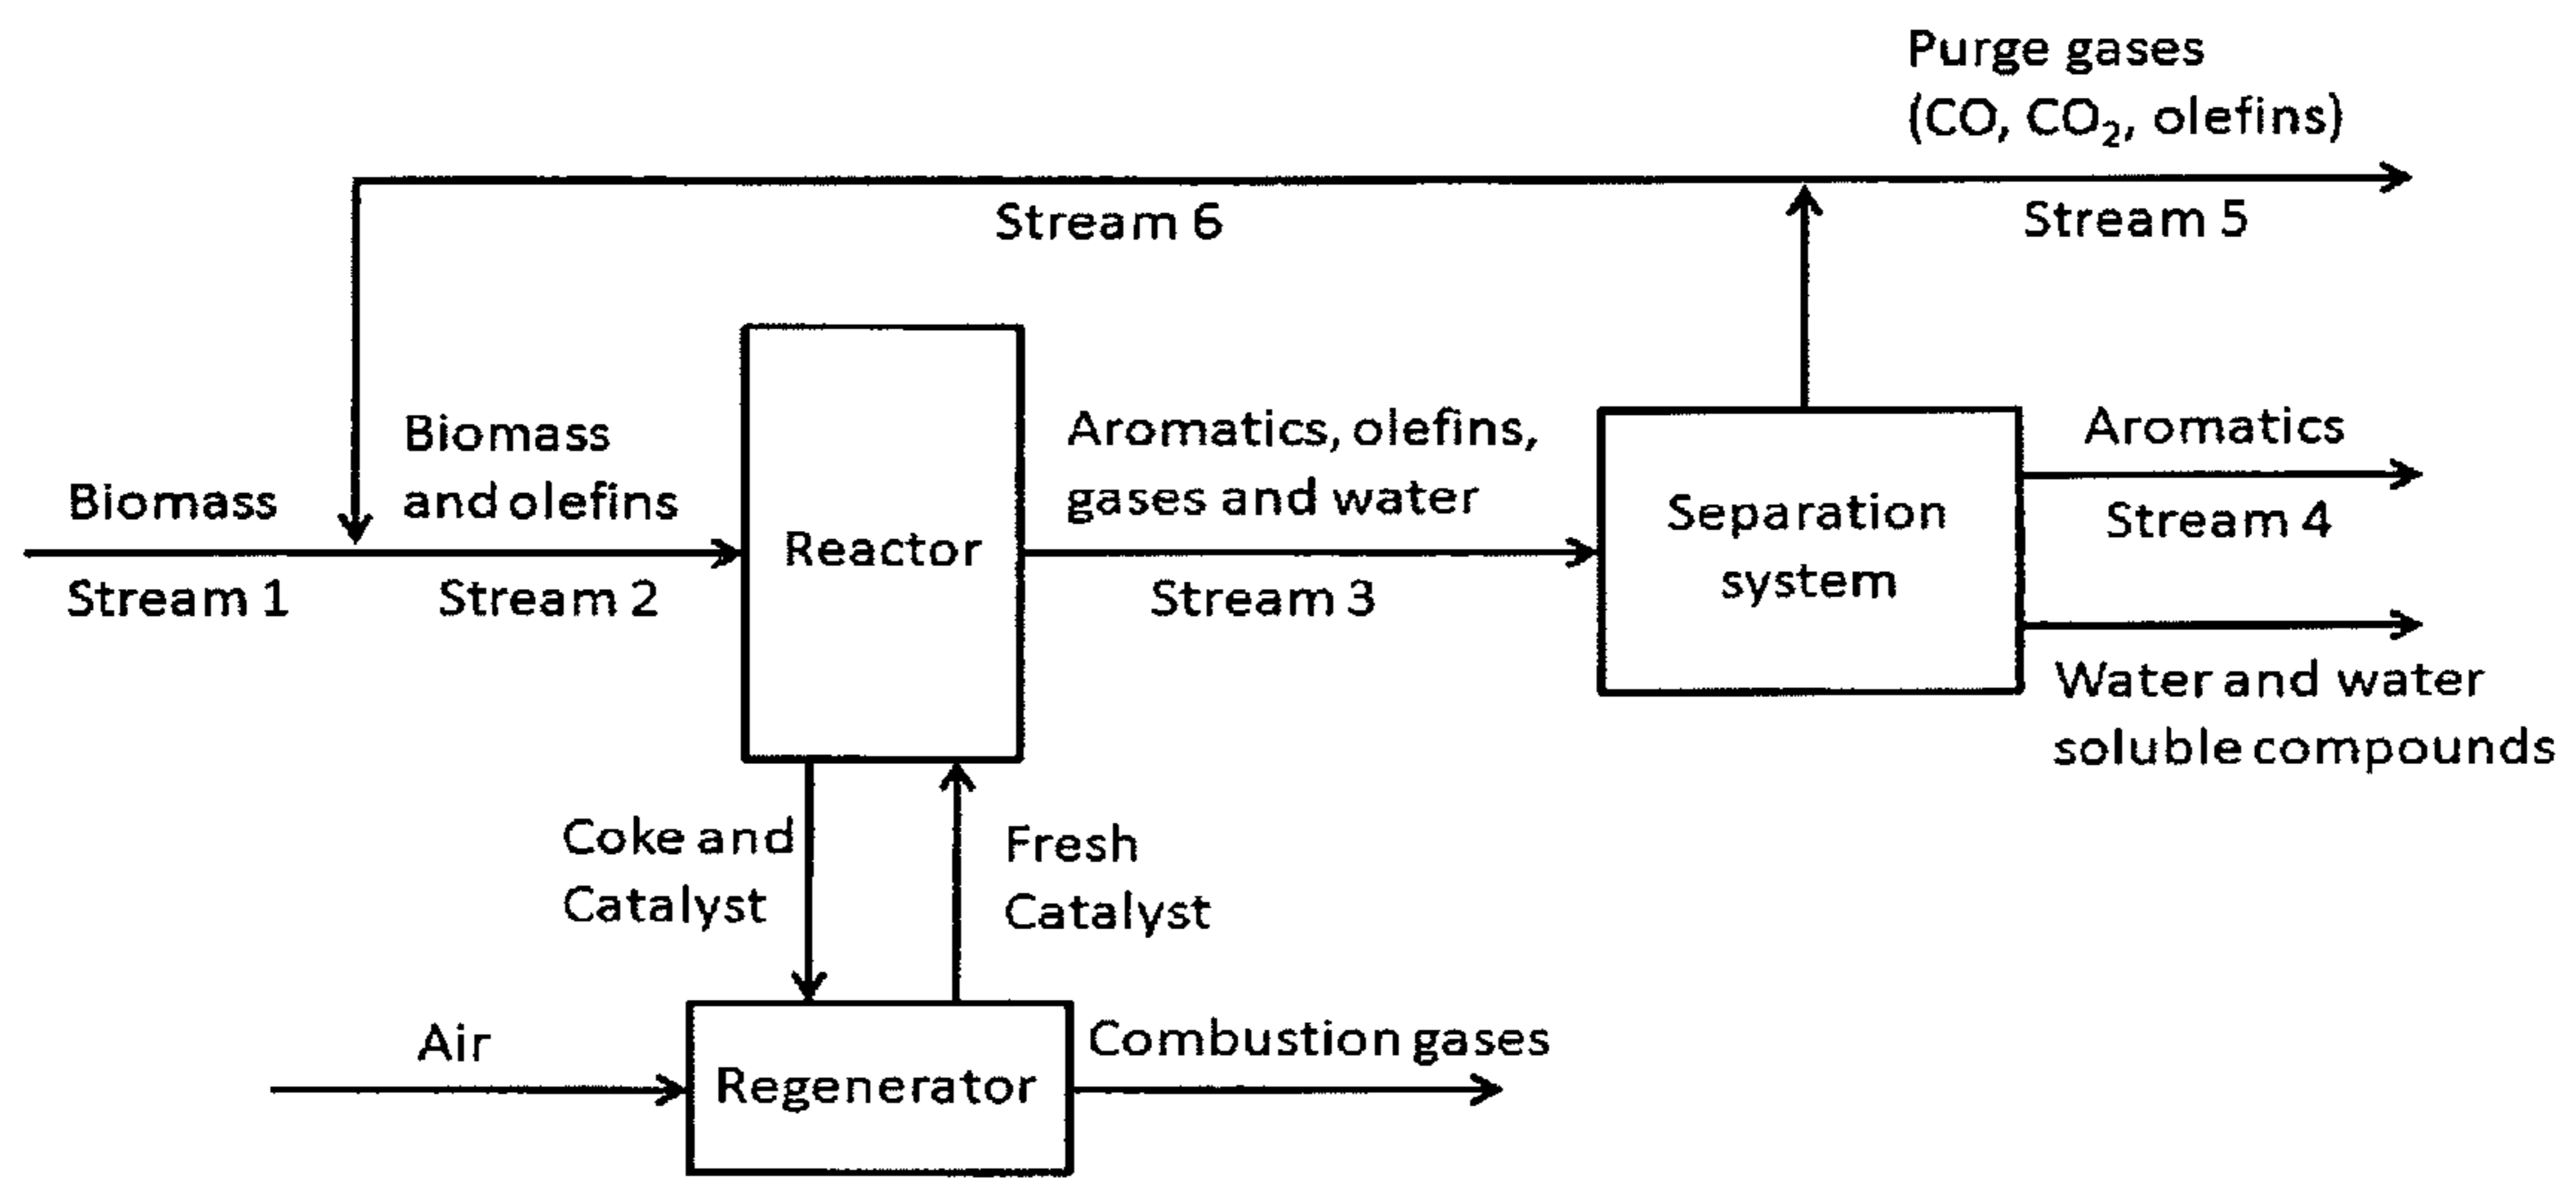 Purge gases
(CO, CO₂, olefins)
Stream 6
Stream 5
Biomass
and olefins
Biomass
Stream 1
Stream 2
Reactor
Aromatics, olefins,
gases and water
Stream 3
Separation
system
Aromatics
Stream 4
Water and water
soluble compounds
Coke and
Catalyst
Fresh
Catalyst
Air
Regenerator
Combustion gases